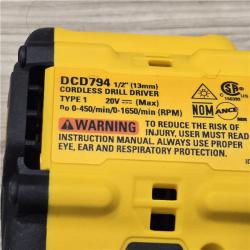 DCD794 1/2" (13mm)
CORDLESS DRILL DRIVER
TYPE 1 20V⎓ (Max)
no 0-450/min/0-1650/min (RPM)
NOM
WARNING TO REDUCE THE RISK OF
INJURY, USER MUST READ
INSTRUCTION MANUAL. ALWAYS USE PROPER
EYE, EAR AND RESPIRATORY PROTECTION.